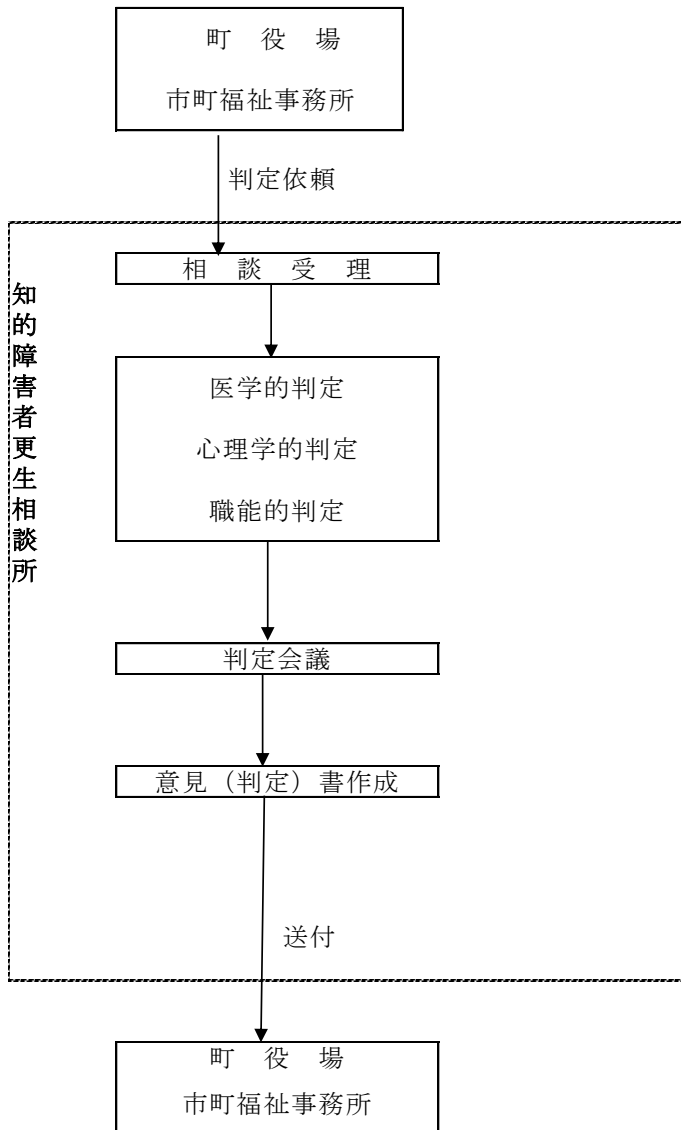 町　役　場
市町福祉事務所
判定依頼
相　談　受　理
知的障害者更生相談所
医学的判定
心理学的判定
職能的判定
判定会議
意見（判定）書作成
送付
町　役　場
市町福祉事務所